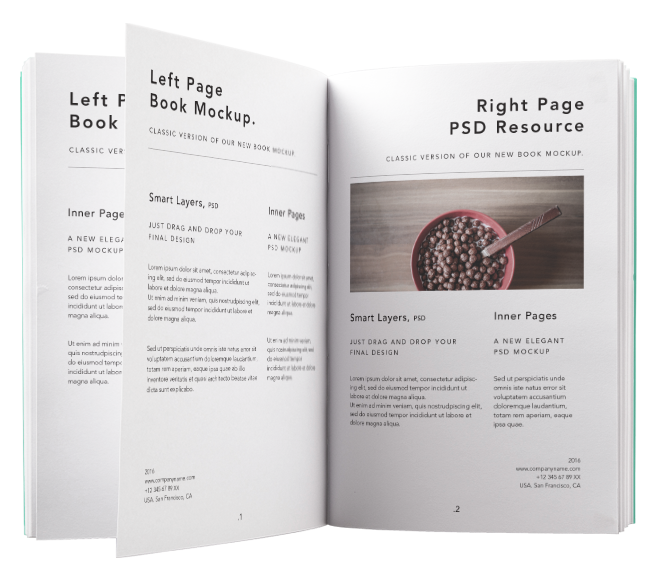 Left P
Book
CLASSIC VER
Inner Page
A NEW ELEGA
PSD MOCKUP
Lorem ipsum dolor
consectetur adipisc
sed do eiusmod te
incididunt ut labor
magna aliqua.
Ut enim ad minim
quis nostrudpiscing
do eiusmod tempo
incididunt ut labor
magna aliqua.
Left Page
Book Mockup.
CLASSIC VERSION OF OUR NEW BOOK MOCKUP.
Smart Layers, PSD
JUST DRAG AND DROP YOUR
FINAL DESIGN
Lorem ipsum dolor sit amet, consectetur adip sc-
ing elit, sed do eiusmod tempor incididunt ut
labore et dolore magna aliqua.
Ut enim ad minim veniam, quis nostrudpiscing elit,
sed do eiusmod tempor incididunt ut labore et
dolore magna aliqua.
Sed ut perspiciatis unde omnis iste natus error sit
voluptatem accusantium doloremque laudantium,
totam rem aperiam, eaque ipsa quae ab illo
inventore veritatis et quasi architecto beatae vitae
dicta sunt explicabo.
Inner Pages
A NEW ELEGANT
PSD MOCKUP
Lorem ipsum dolor sit amet,
consectetur adipiscing elit,
sed do eiusmod tempor
incididunt ut labore et dolore
magna aliqua.
Ut enim ad minim veniam,
quis nostrudpiscing elit, sed
do eiusmod tempor
incididunt ut labore et dolore
magna aliqua.
2016
www.companyname.com
+12 345 67 89 XX
USA, San Francisco, CA
.1
Right Page
PSD Resource
CLASSIC VERSION OF OUR NEW BOOK MOCKUP.
Smart Layers, PSD
JUST DRAG AND DROP YOUR
FINAL DESIGN
Lorem ipsum dolor sit amet, consectetur adipisc-
ing elit, sed do eiusmod tempor incididunt ut
labore et dolore magna aliqua.
Ut enim ad minim veniam, quis nostrudpiscing elit,
sed do eiusmod tempor incididunt ut labore et
dolore magna aliqua.
Inner Pages
A NEW ELEGANT
PSD MOCKUP
Sed ut perspiciatis unde
omnis iste natus error sit
voluptatem accusantium
doloremque laudantium,
totam rem aperiam, eaque
ipsa quae.
2016
www.companyname.com
+12 345 67 89 XX
USA, San Francisco, CA
.2